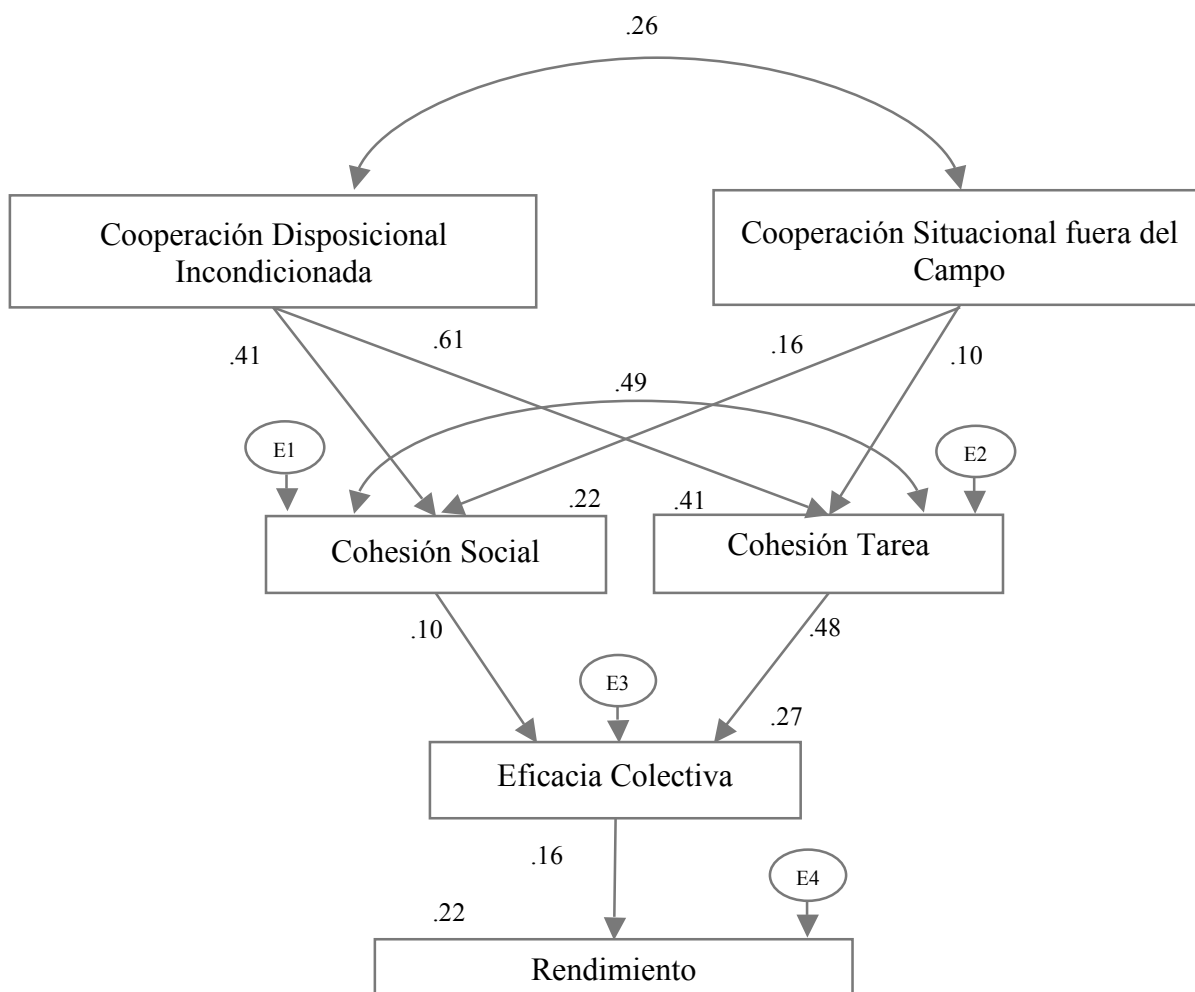 .26
Cooperación Disposicional
Incondicionada
Cooperación Situacional fuera del
Campo
.41
.61
.16
.10
.49
E1
E2
.22
.41
Cohesión Social
Cohesión Tarea
.10
.48
E3
.27
Eficacia Colectiva
.16
E4
.22
Rendimiento